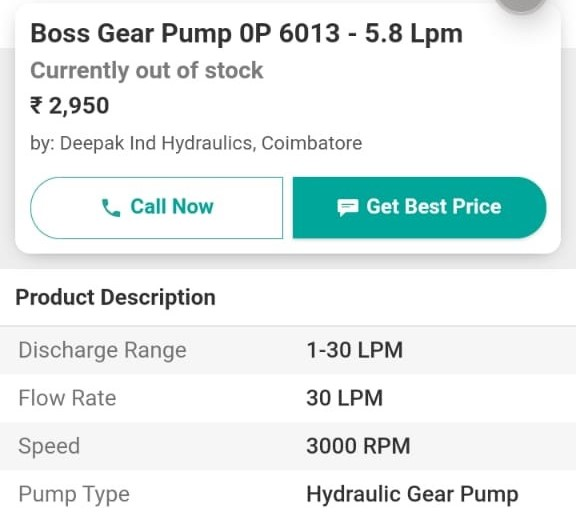 Boss Gear Pump 0P 6013 - 5.8 Lpm
Currently out of stock
₹ 2,950
by: Deepak Ind Hydraulics, Coimbatore
Call Now
Get Best Price
Product Description
Discharge Range 1-30 LPM
Flow Rate 30 LPM
Speed 3000 RPM
Pump Type Hydraulic Gear Pump